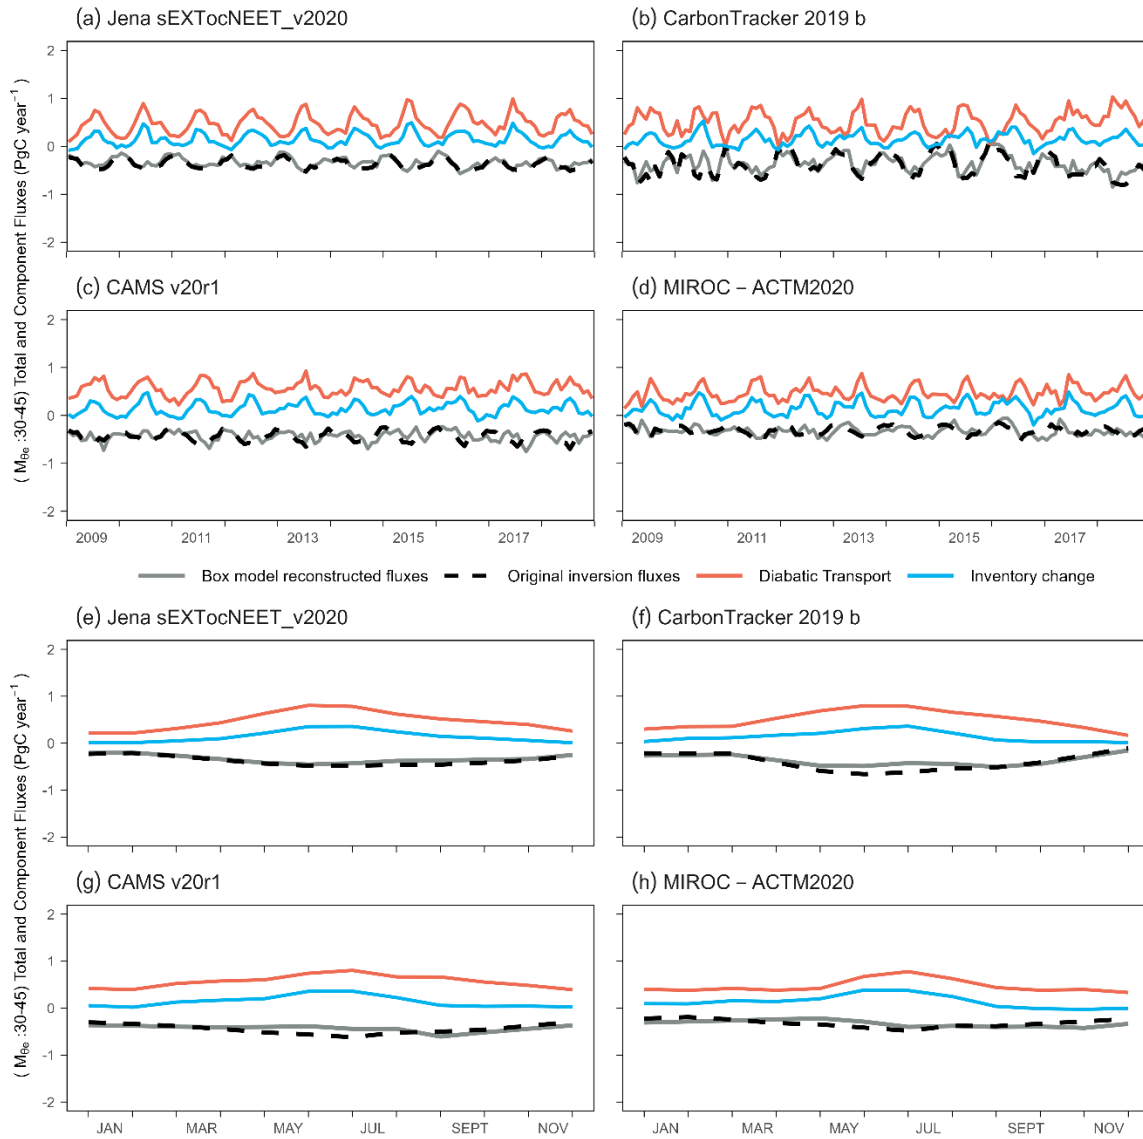 (a) Jena sEXTocNEET_v2020
(b) CarbonTracker 2019 b
( Mθe :30-45) Total and Component Fluxes (PgC year⁻¹ )
2
1
0
-1
-2
(c) CAMS v20r1
(d) MIROC – ACTM2020
2
1
0
-1
-2
2009 2011 2013 2015 2017
2009 2011 2013 2015 2017
Box model reconstructed fluxes Original inversion fluxes Diabatic Transport Inventory change
(e) Jena sEXTocNEET_v2020
(f) CarbonTracker 2019 b
( Mθe :30-45) Total and Component Fluxes (PgC year⁻¹ )
2
1
0
-1
-2
(g) CAMS v20r1
(h) MIROC – ACTM2020
2
1
0
-1
-2
JAN MAR MAY JUL SEPT NOV
JAN MAR MAY JUL SEPT NOV